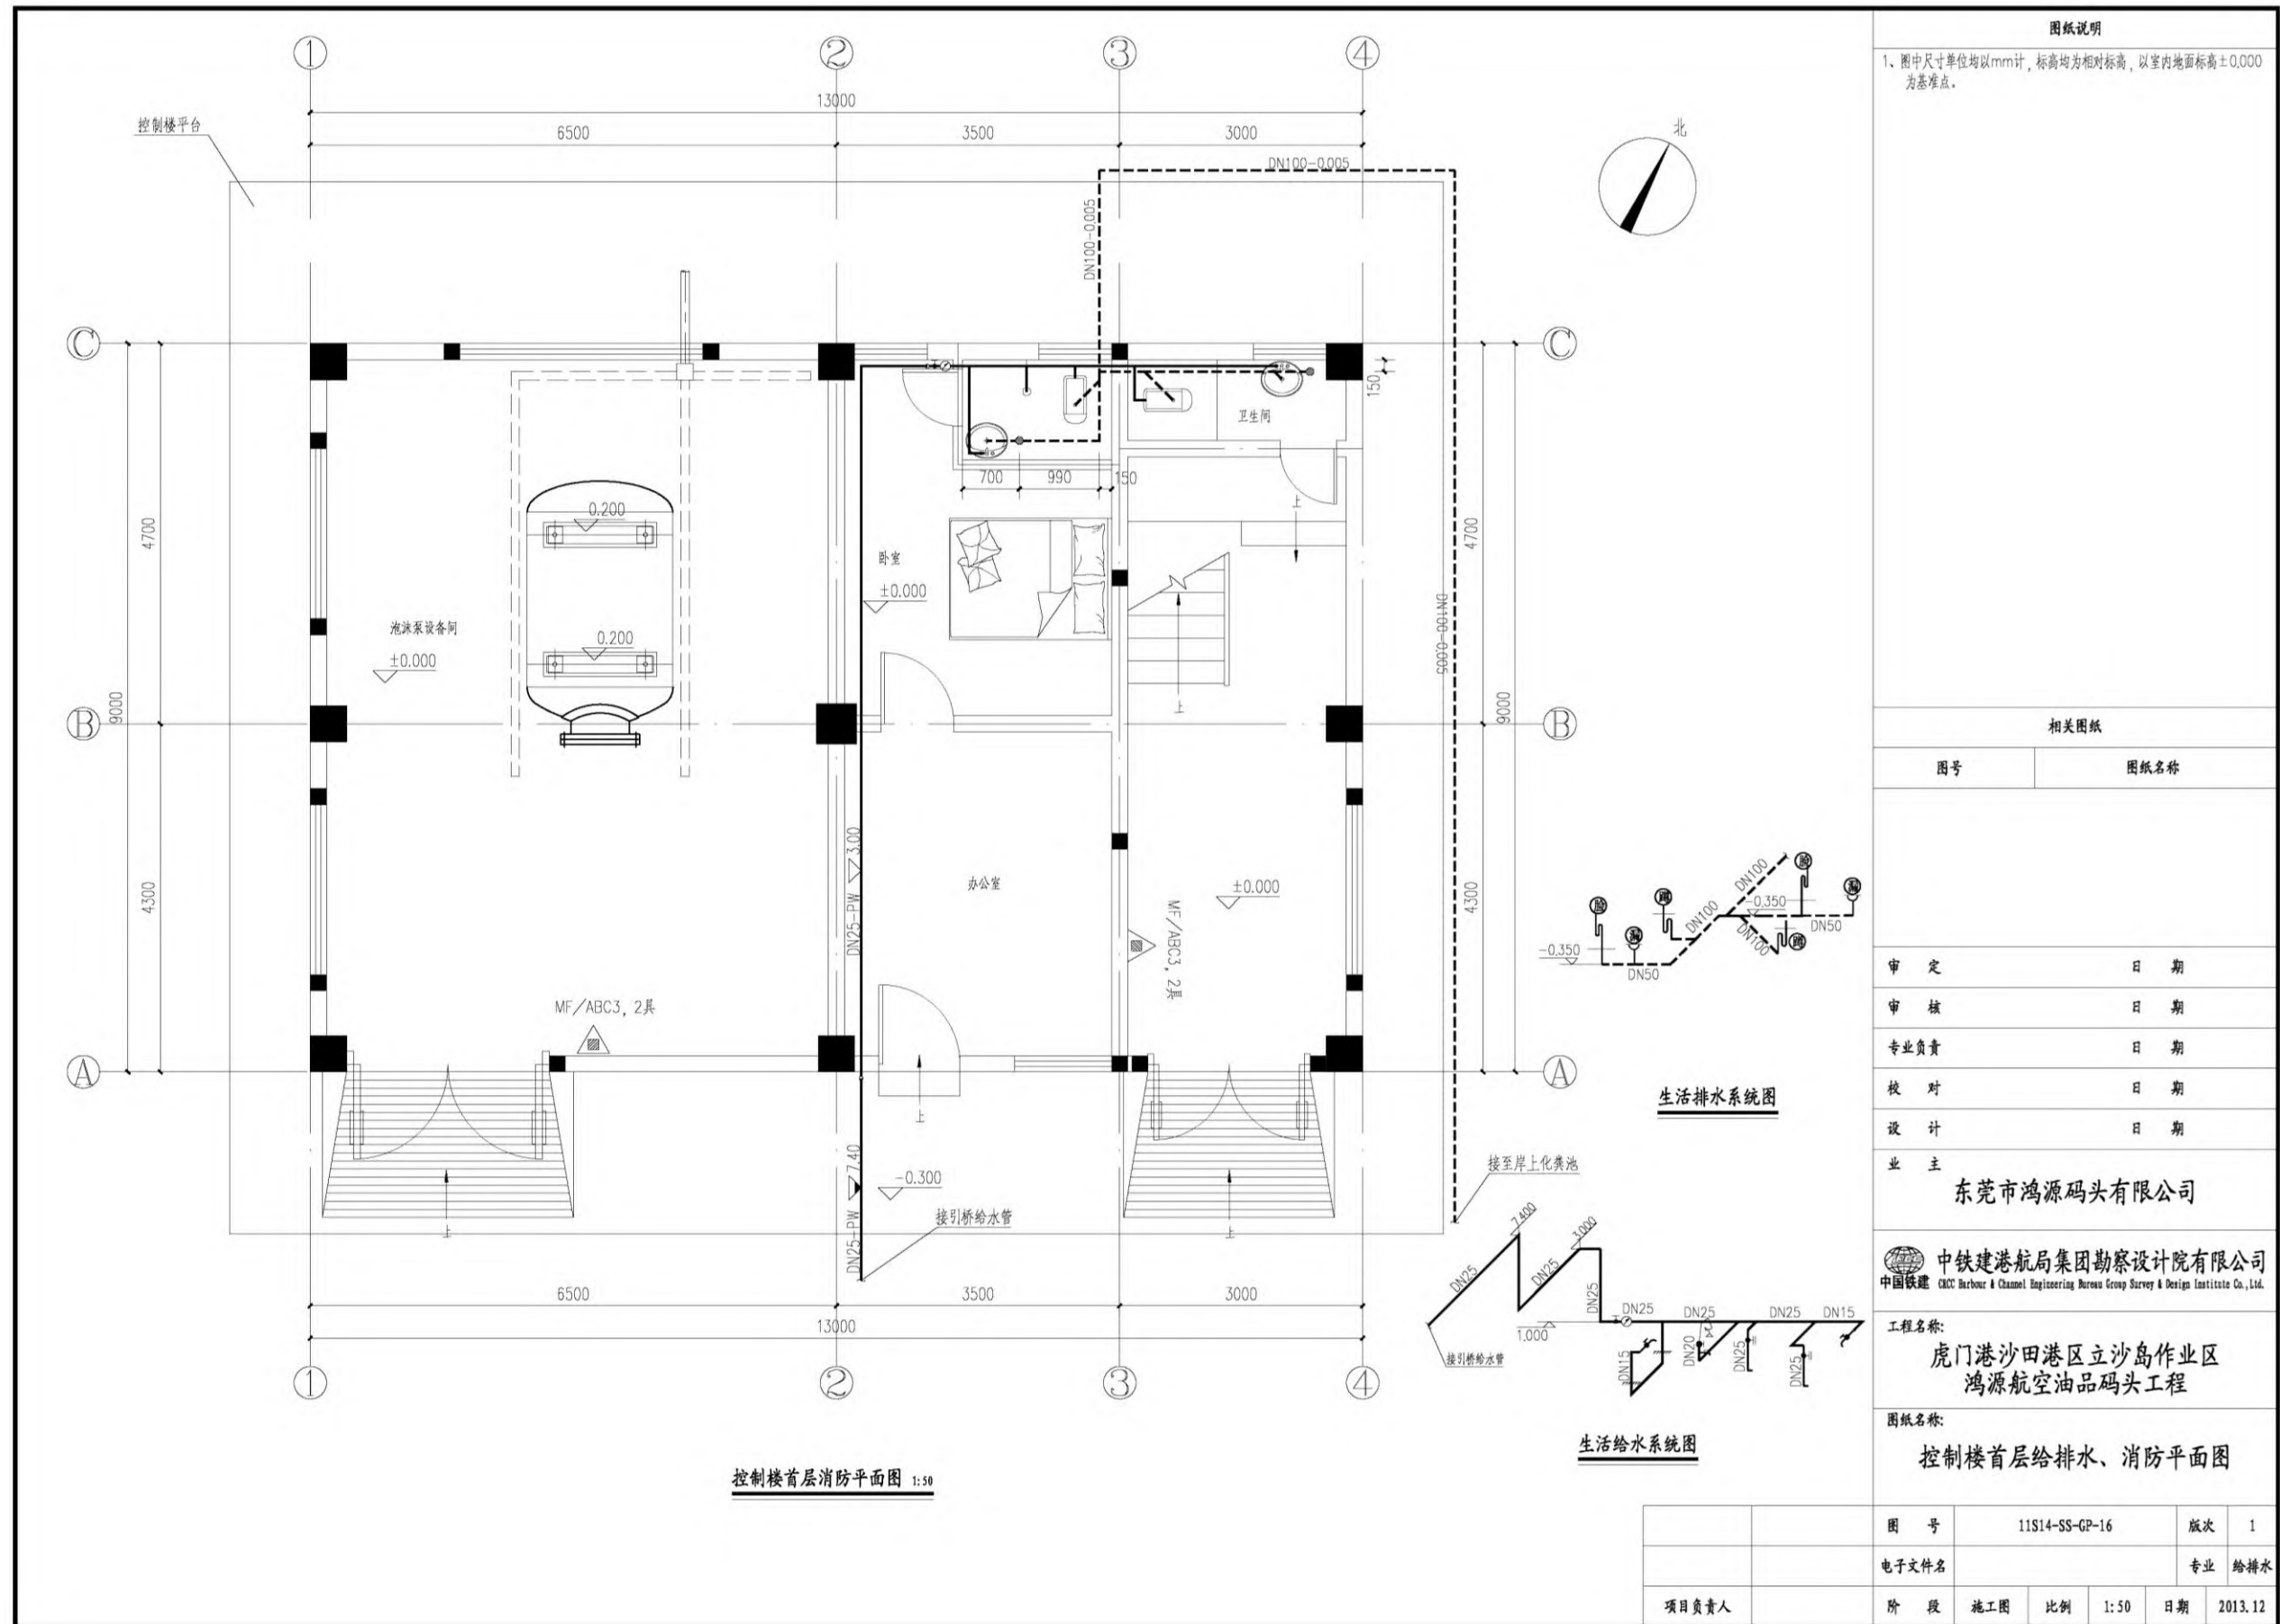 ① ② ③ ④
13000
6500 3500 3000
控制楼平台
DN100-0.005
DN100-0.005
北
Ⓒ Ⓒ
150
卫生间
700 990 150
上
0.200
4700 4700
卧室
±0.000
泡沫泵设备间
±0.000
0.200
DN100-0.005
上
9000 9000
Ⓑ Ⓑ
DN25-PW 3.00
办公室
±0.000
4300 4300
MF/ABC3, 2具
MF/ABC3, 2具
Ⓐ Ⓐ
上
DN25-PW 7.40
-0.300
接引桥给水管
上
上
接至岸上化粪池
6500 3500 3000
13000
① ② ③ ④
控制楼首层消防平面图 1:50
DN100
DN100
-0.350
DN100
DN50
-0.350
DN50
生活排水系统图
7.400
3.000
DN25
DN25
DN25
DN25
DN25
DN25
DN15
1.000
DN15
DN20
DN25
DN25
接引桥给水管
生活给水系统图
图纸说明
1、图中尺寸单位均以mm计, 标高均为相对标高, 以室内地面标高±0.000
为基准点。
相关图纸
图号 图纸名称
审 定 日 期
审 核 日 期
专业负责 日 期
校 对 日 期
设 计 日 期
业 主
东莞市鸿源码头有限公司
中国铁建
中铁建港航局集团勘察设计院有限公司
CRCC Harbour & Channel Engineering Bureau Group Survey & Design Institute Co.,Ltd.
工程名称:
虎门港沙田港区立沙岛作业区
鸿源航空油品码头工程
图纸名称:
控制楼首层给排水、消防平面图
图 号 11S14-SS-GP-16 版次 1
电子文件名 专业 给排水
项目负责人 阶 段 施工图 比例 1:50 日期 2013.12